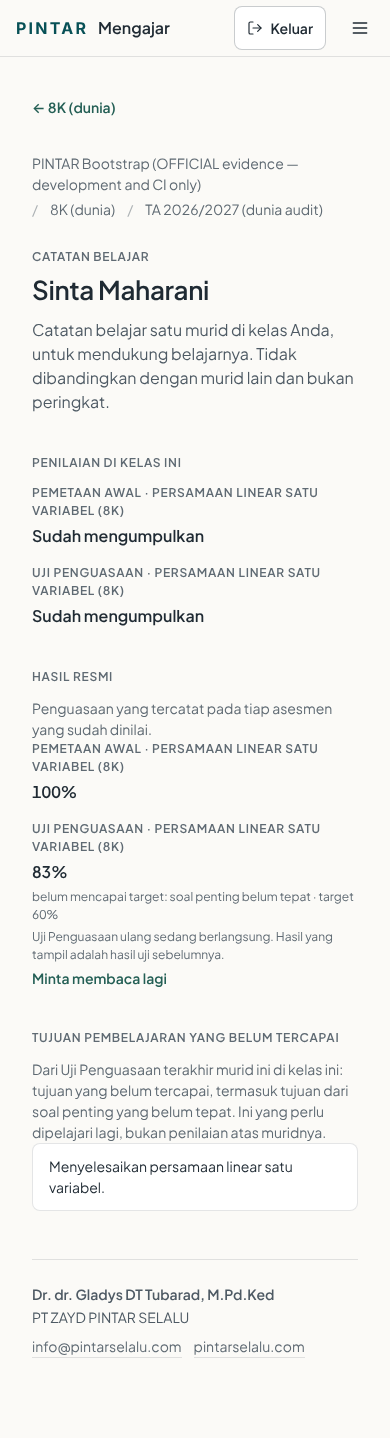 PINTAR Mengajar
Keluar
← 8K (dunia)
PINTAR Bootstrap (OFFICIAL evidence —
development and CI only)
/ 8K (dunia) / TA 2026/2027 (dunia audit)
CATATAN BELAJAR
Sinta Maharani
Catatan belajar satu murid di kelas Anda,
untuk mendukung belajarnya. Tidak
dibandingkan dengan murid lain dan bukan
peringkat.
PENILAIAN DI KELAS INI
PEMETAAN AWAL · PERSAMAAN LINEAR SATU
VARIABEL (8K)
Sudah mengumpulkan
UJI PENGUASAAN · PERSAMAAN LINEAR SATU
VARIABEL (8K)
Sudah mengumpulkan
HASIL RESMI
Penguasaan yang tercatat pada tiap asesmen
yang sudah dinilai.
PEMETAAN AWAL · PERSAMAAN LINEAR SATU
VARIABEL (8K)
100%
UJI PENGUASAAN · PERSAMAAN LINEAR SATU
VARIABEL (8K)
83%
belum mencapai target: soal penting belum tepat · target
60%
Uji Penguasaan ulang sedang berlangsung. Hasil yang
tampil adalah hasil uji sebelumnya.
Minta membaca lagi
TUJUAN PEMBELAJARAN YANG BELUM TERCAPAI
Dari Uji Penguasaan terakhir murid ini di kelas ini:
tujuan yang belum tercapai, termasuk tujuan dari
soal penting yang belum tepat. Ini yang perlu
dipelajari lagi, bukan penilaian atas muridnya.
Menyelesaikan persamaan linear satu
variabel.
Dr. dr. Gladys DT Tubarad, M.Pd.Ked
PT ZAYD PINTAR SELALU
info@pintarselalu.com pintarselalu.com